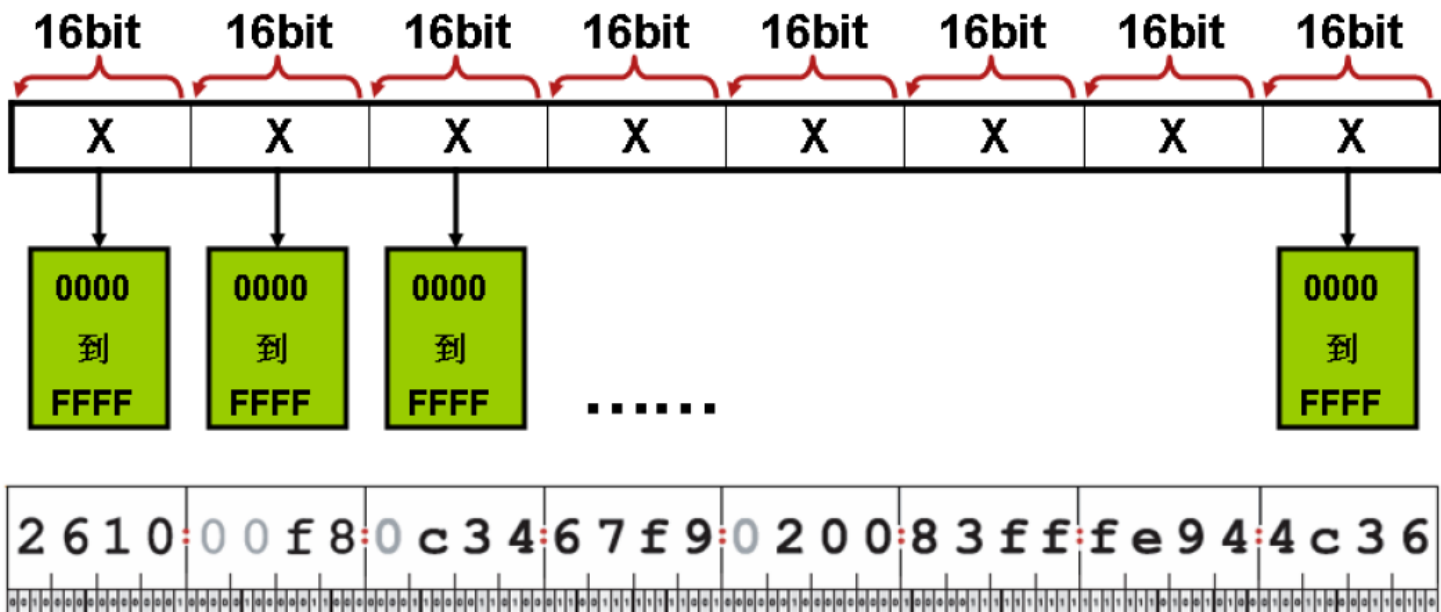 16bit 16bit 16bit 16bit 16bit 16bit 16bit 16bit
X X X X X X X X
0000 0000 0000 0000
到 到 到 到
FFFF FFFF FFFF ...... FFFF
2610:00f8:0c34:67f9:0200:83ff:fe94:4c36